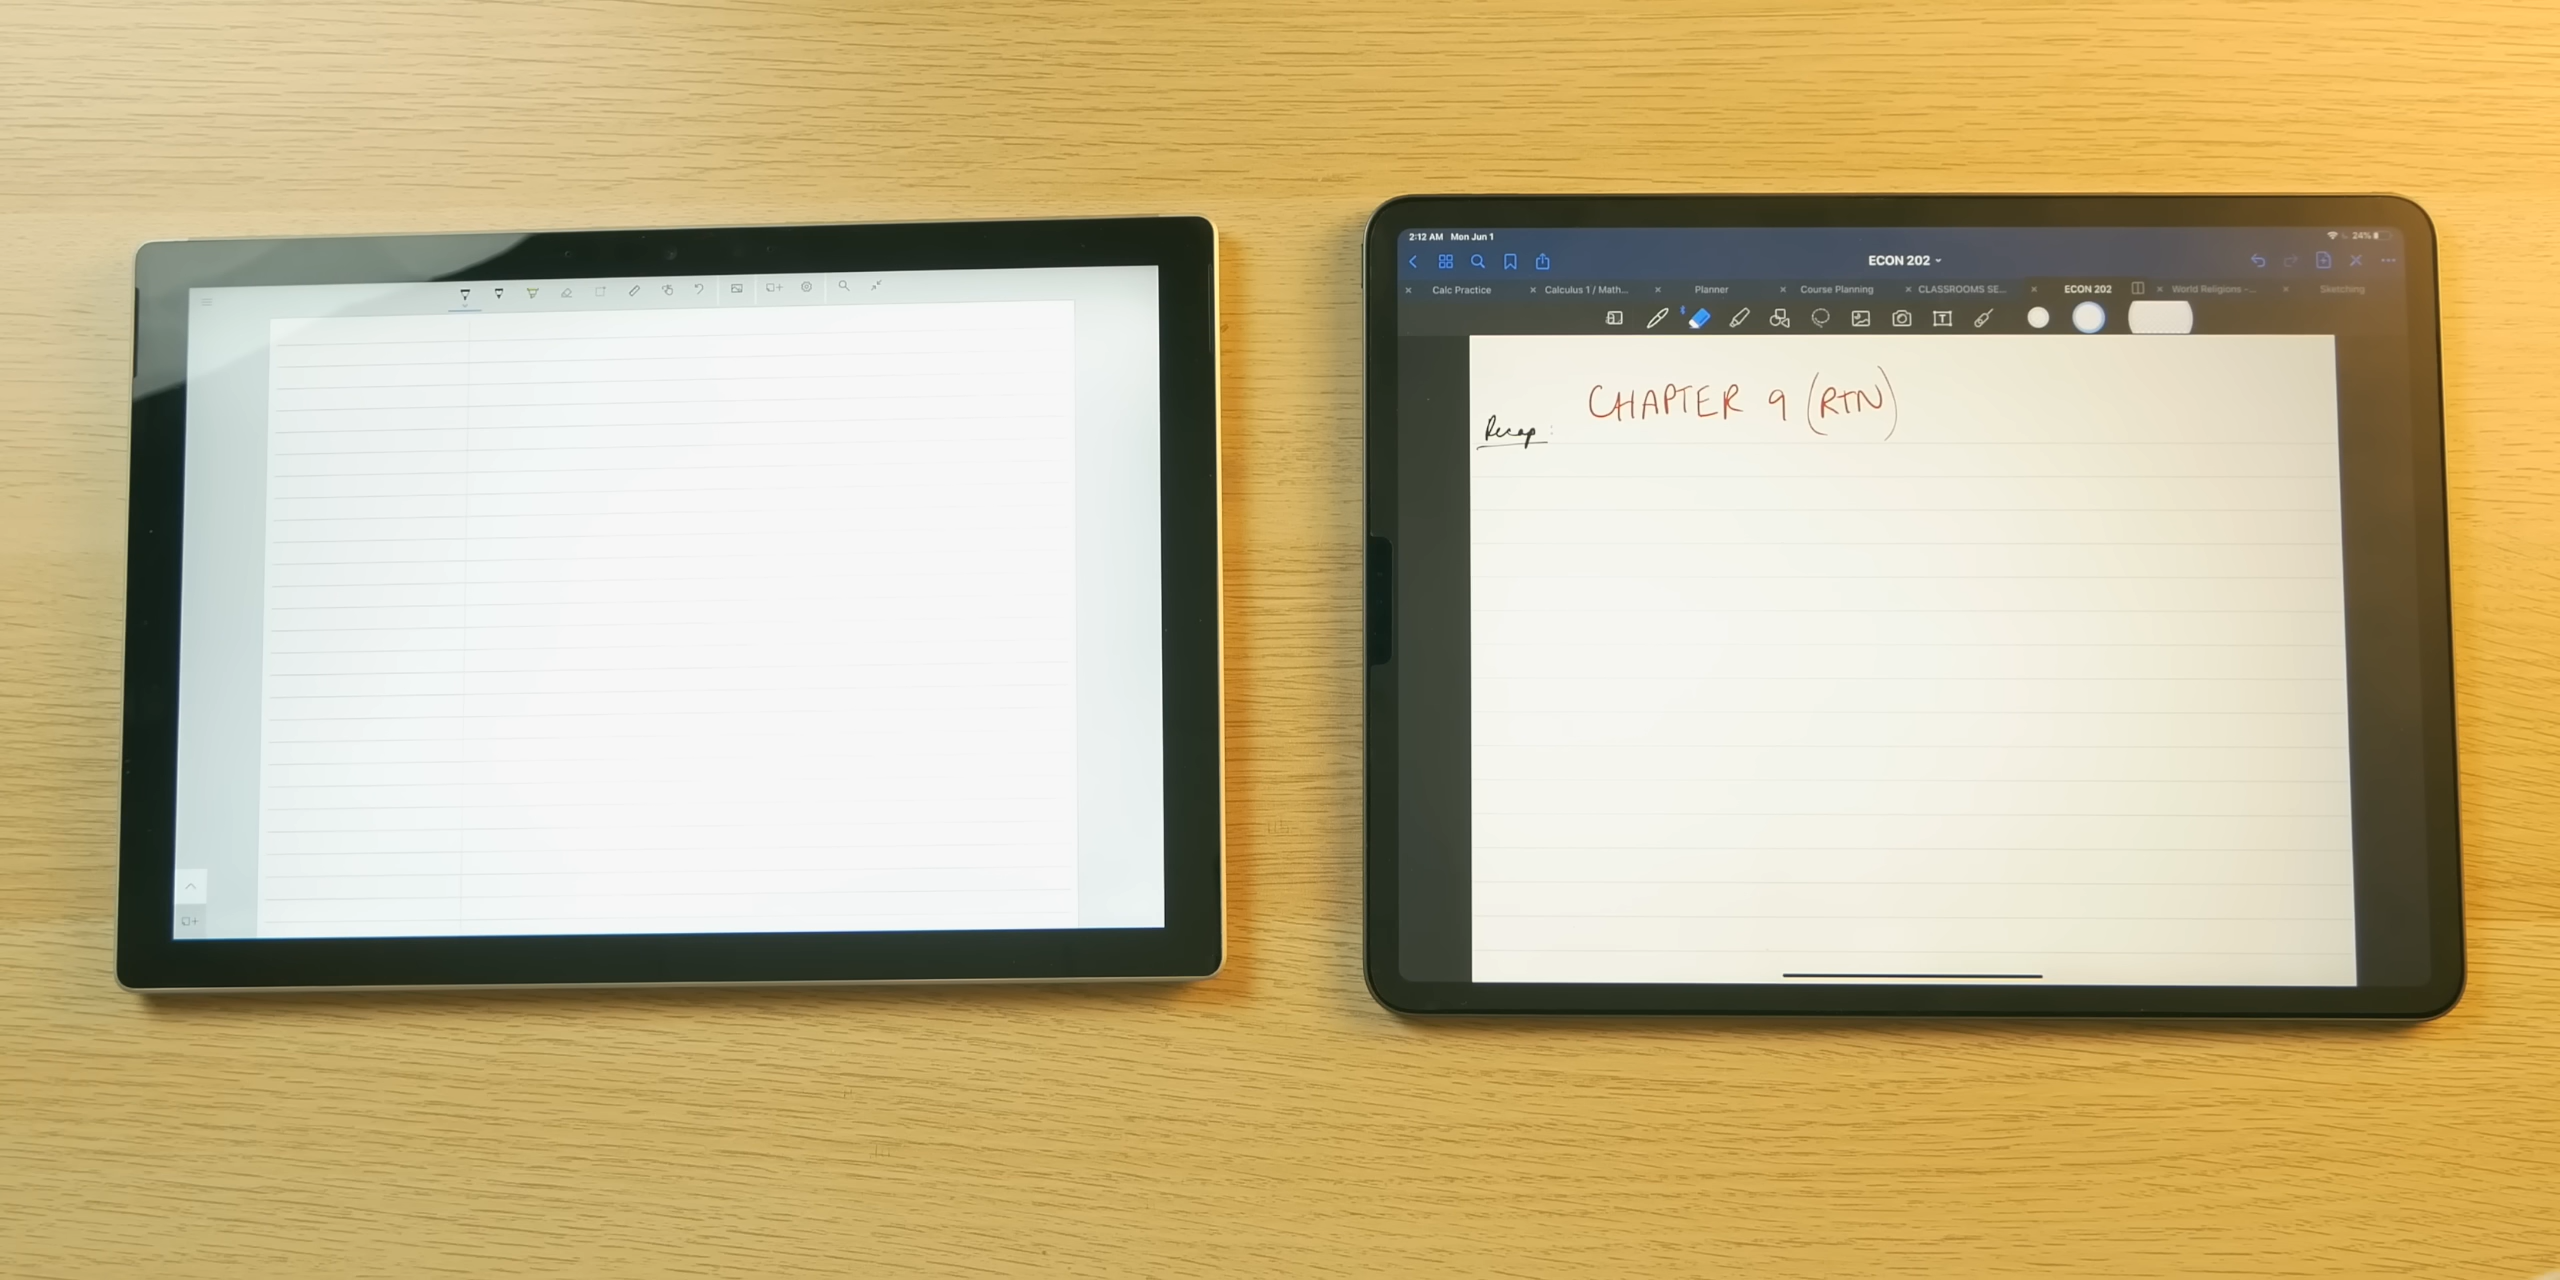 2:12 AM Mon Jun 1
24%
ECON 202
Calc Practice
Calculus 1 / Math...
Planner
Course Planning
CLASSROOMS SE...
ECON 202
World Religions -...
Sketching
CHAPTER 9 (RTN)
Recap: